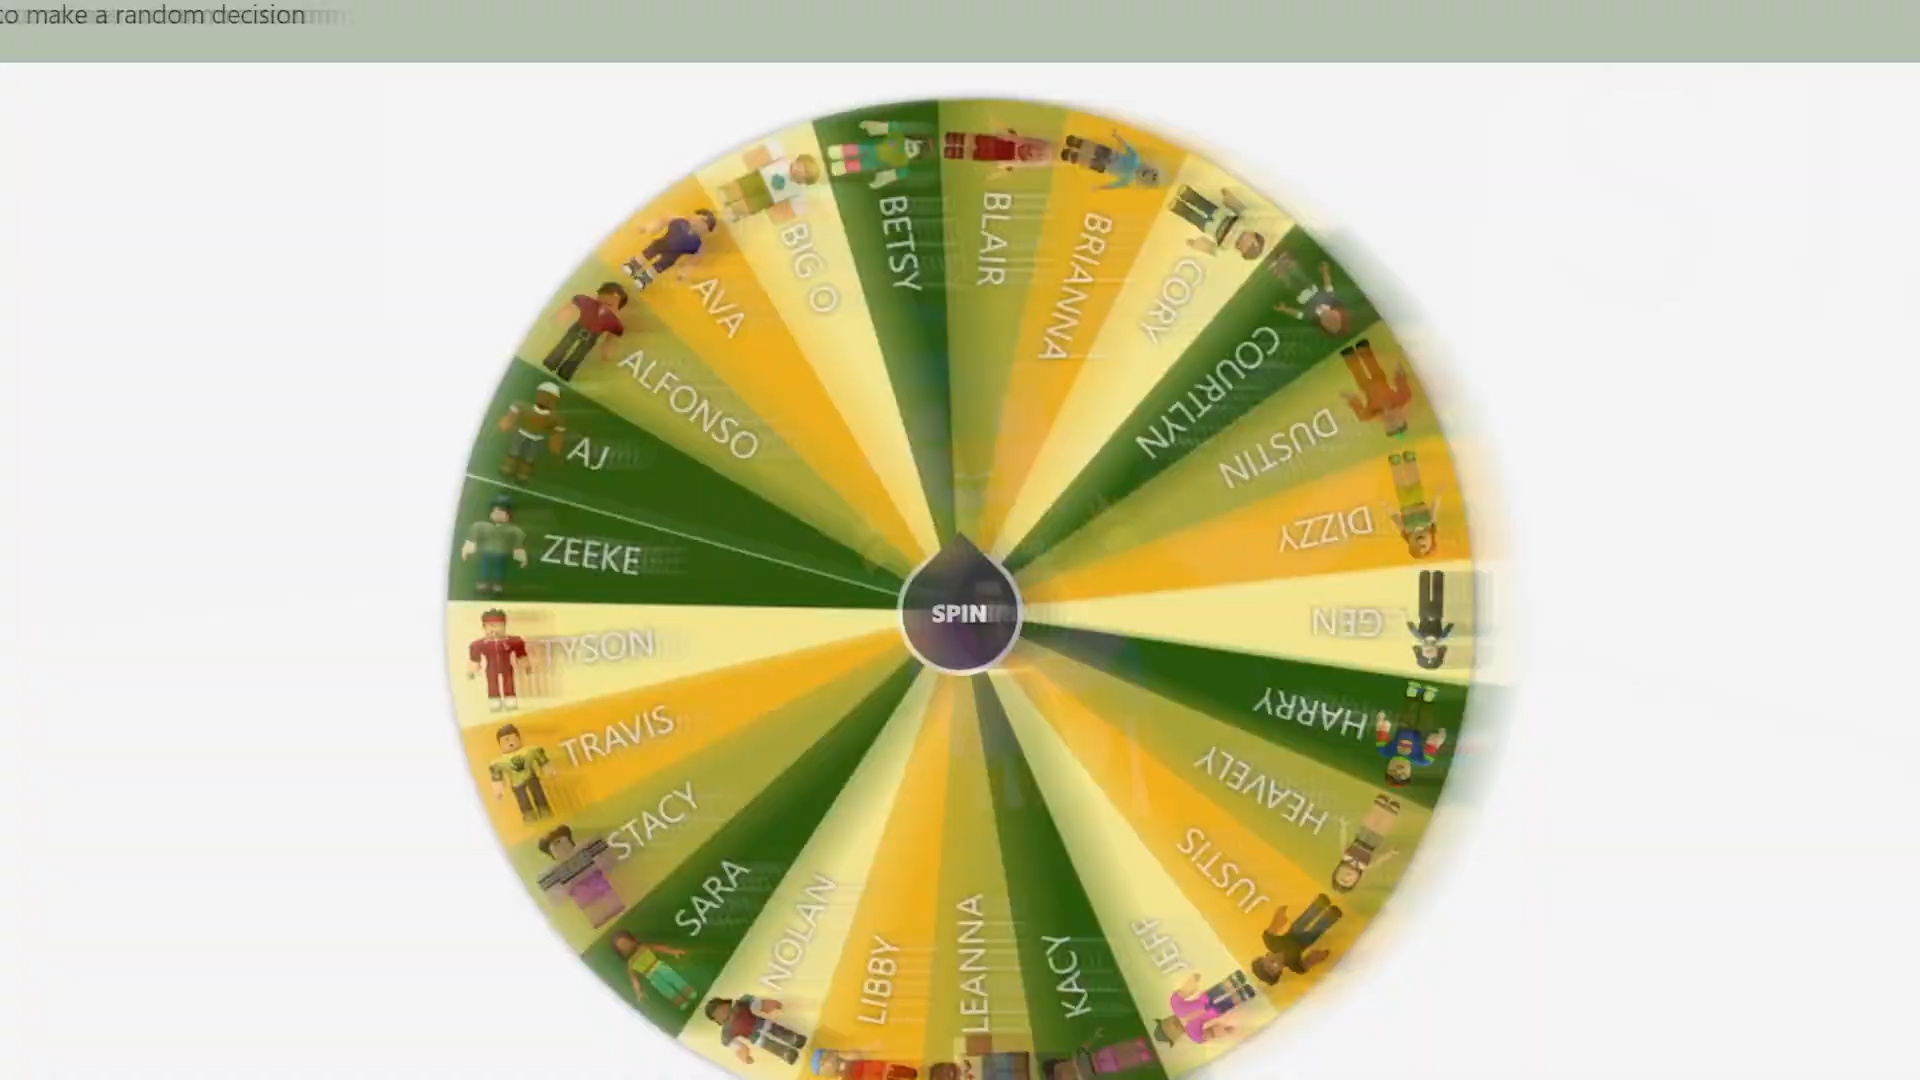 to make a random decision
BETSY
BLAIR
BRIANNA
CORY
COURTLYN
DUSTIN
DIZZY
GEN
HARRY
HEAVELY
JUSTIS
JEFF
KACY
LEANNA
LIBBY
NOLAN
SARA
STACY
TRAVIS
TYSON
ZEEKE
AJ
ALFONSO
AVA
BIG O
SPIN